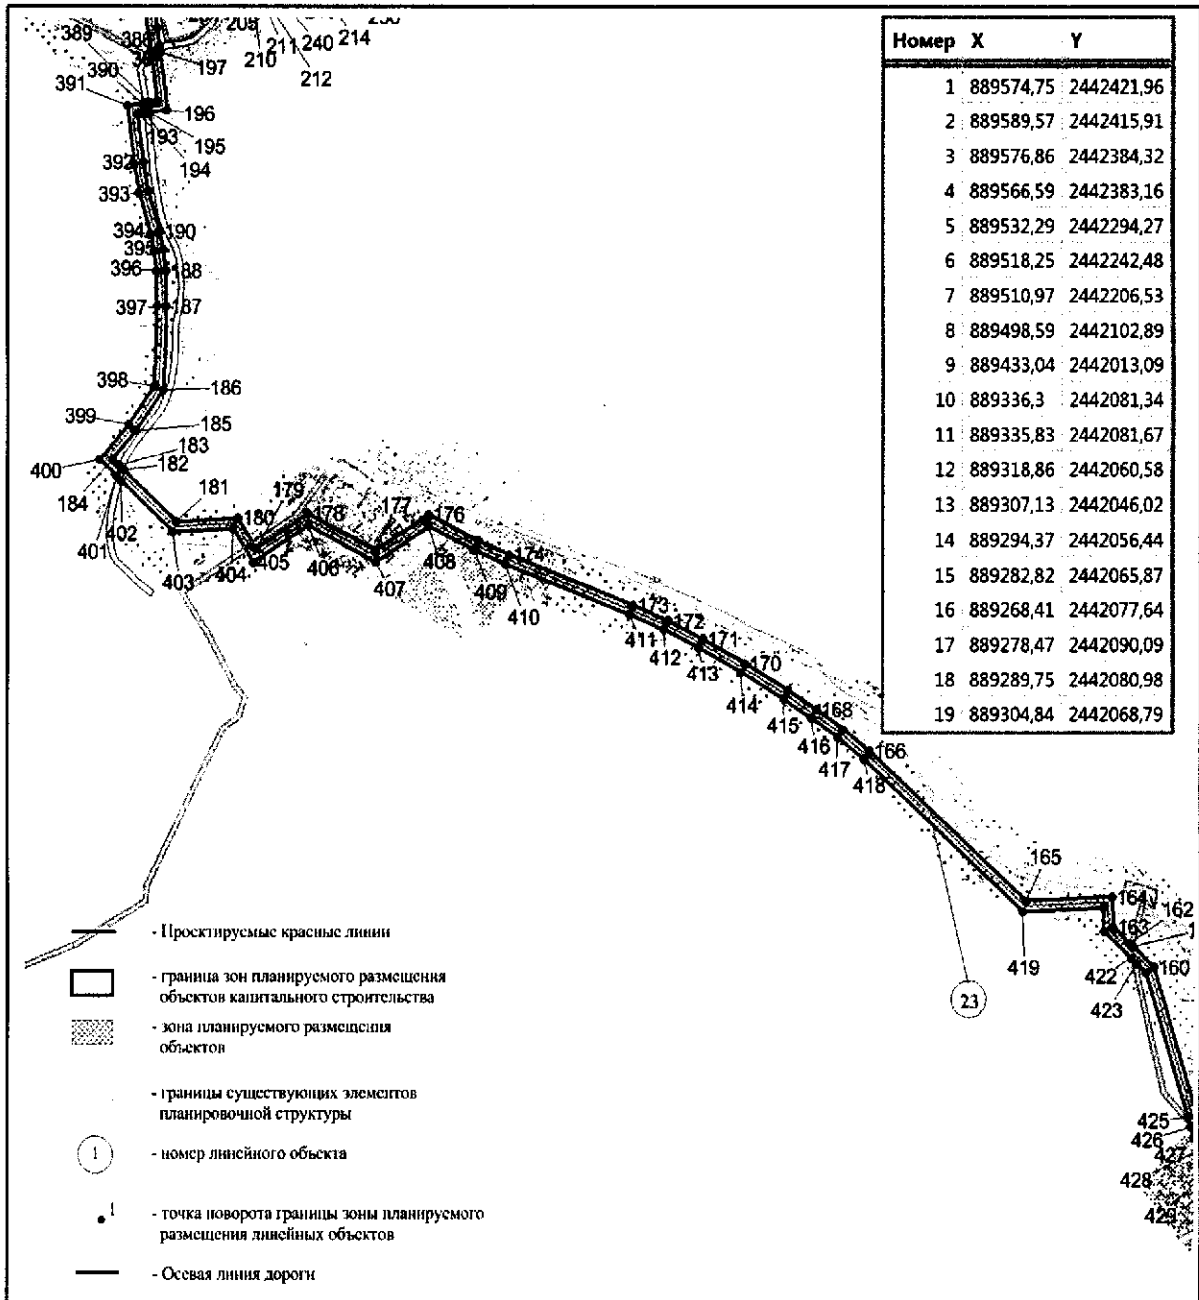 389
386
38
205
211
240
214
230
210
212
390
197
391
196
193
195
392
194
393
394
190
395
396
188
397
187
398
186
399
185
183
400
182
184
181
179
402
180
178
177
176
401
403
404
405
406
407
408
409
174
410
173
411
172
412
171
413
170
414
415
168
416
417
166
418
165
164
163
162
1
419
422
160
423
23
425
426
427
428
429
Номер X Y
1 889574,75 2442421,96
2 889589,57 2442415,91
3 889576,86 2442384,32
4 889566,59 2442383,16
5 889532,29 2442294,27
6 889518,25 2442242,48
7 889510,97 2442206,53
8 889498,59 2442102,89
9 889433,04 2442013,09
10 889336,3 2442081,34
11 889335,83 2442081,67
12 889318,86 2442060,58
13 889307,13 2442046,02
14 889294,37 2442056,44
15 889282,82 2442065,87
16 889268,41 2442077,64
17 889278,47 2442090,09
18 889289,75 2442080,98
19 889304,84 2442068,79
- Проектируемые красные линии
- граница зон планируемого размещения
объектов капитального строительства
- зона планируемого размещения
объектов
- границы существующих элементов
планировочной структуры
1 - номер линейного объекта
1 - точка поворота границы зоны планируемого
размещения линейных объектов
- Осевая линия дороги